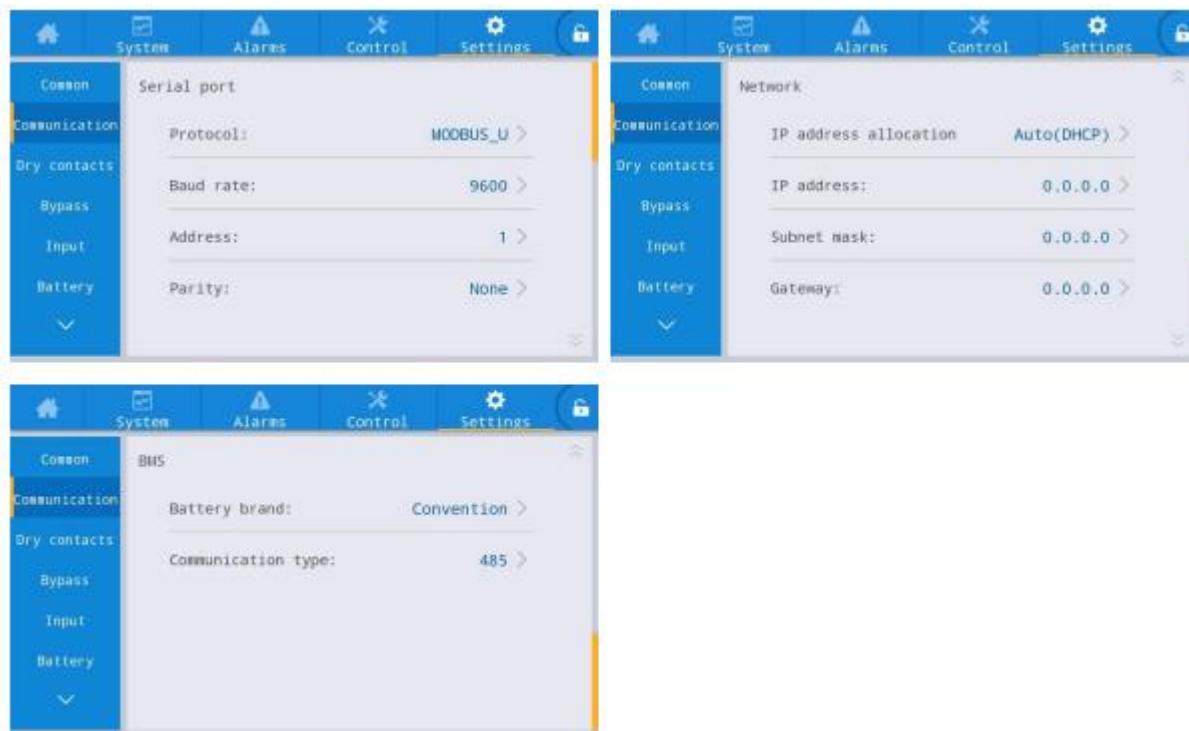 System Alarms Control Settings
Common
Communication
Dry contacts
Bypass
Input
Battery
Serial port
Protocol: MODBUS_U
Baud rate: 9600
Address: 1
Parity: None
System Alarms Control Settings
Common
Communication
Dry contacts
Bypass
Input
Battery
Network
IP address allocation Auto(DHCP)
IP address: 0.0.0.0
Subnet mask: 0.0.0.0
Gateway: 0.0.0.0
System Alarms Control Settings
Common
Communication
Dry contacts
Bypass
Input
Battery
BMS
Battery brand: Convention
Communication type: 485